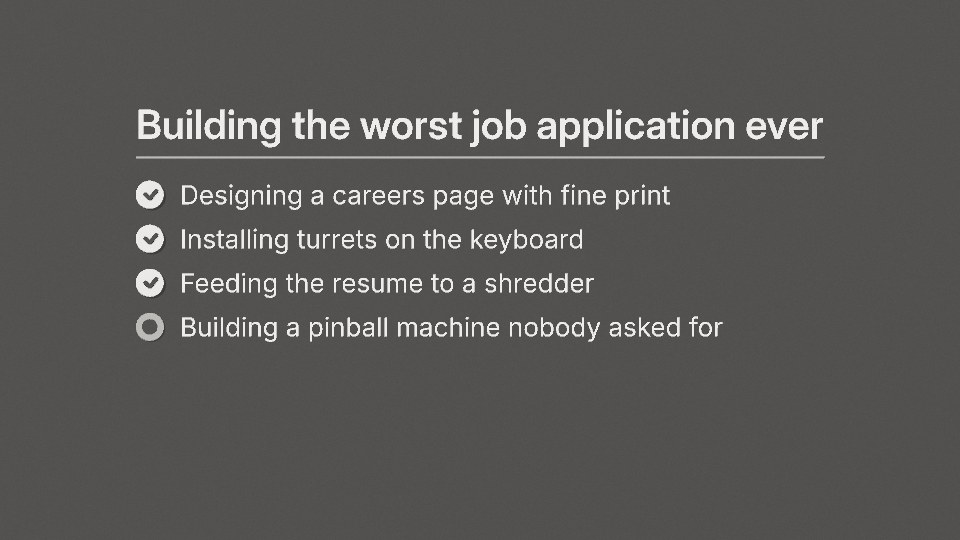 Building the worst job application ever
Designing a careers page with fine print
Installing turrets on the keyboard
Feeding the resume to a shredder
Building a pinball machine nobody asked for